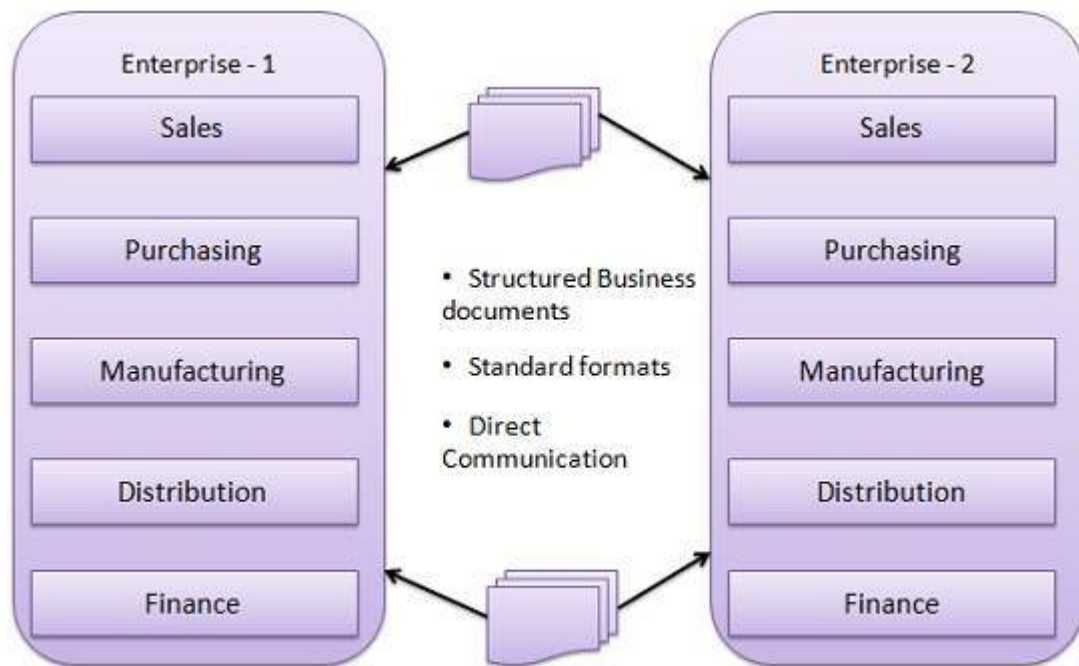 Enterprise - 1
Sales
Purchasing
Manufacturing
Distribution
Finance
• Structured Business
documents
• Standard formats
• Direct
Communication
Enterprise - 2
Sales
Purchasing
Manufacturing
Distribution
Finance